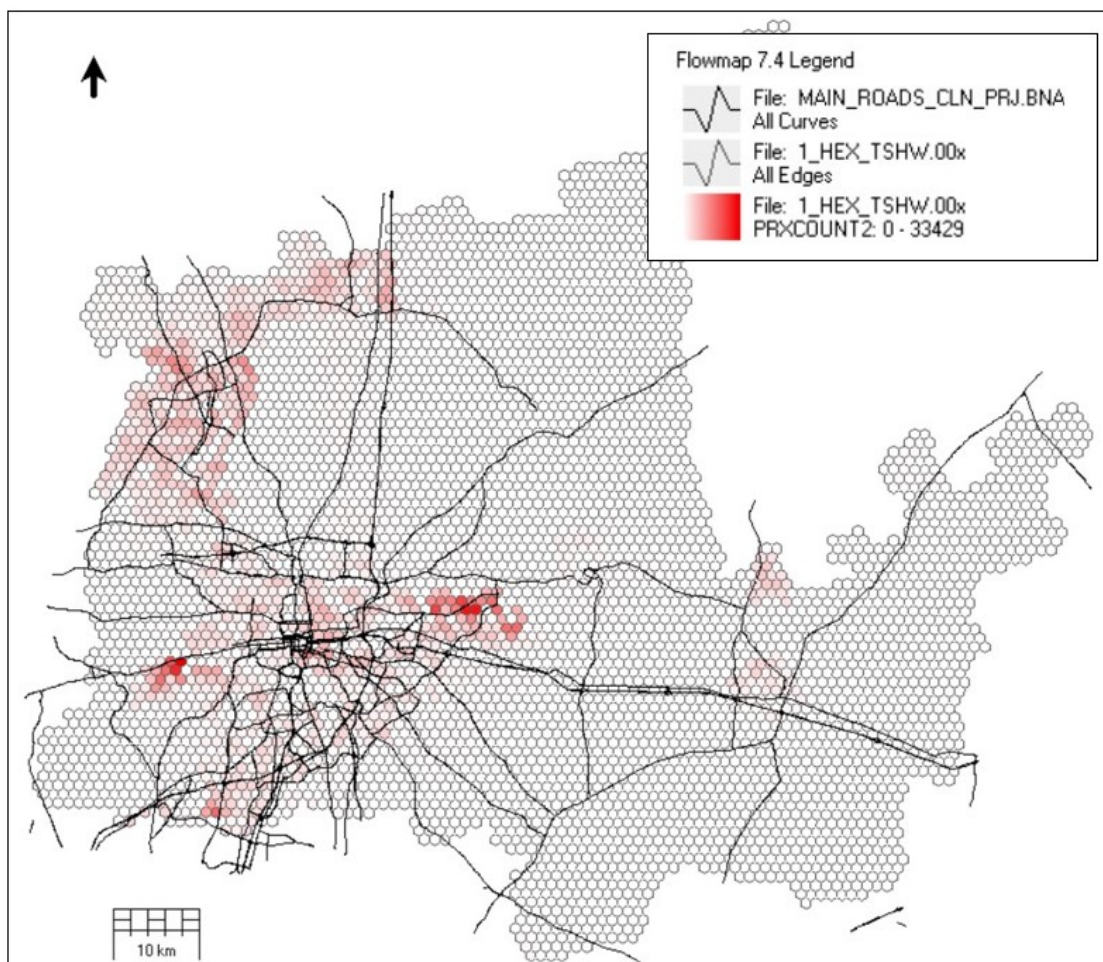 Flowmap 7.4 Legend
File: MAIN_ROADS_CLN_PRJ.BNA
All Curves
File: 1_HEX_TSHW.00x
All Edges
File: 1_HEX_TSHW.00x
PRXCOUNT2: 0 - 33429
10 km